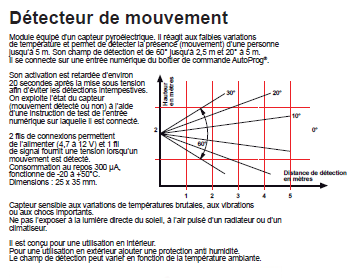 Détecteur de mouvement
Module équipé d'un capteur pyroélectrique. Il réagit aux faibles variations
de température et permet de détecter la présence (mouvement) d'une personne
jusqu'à 5 m. Son champ de détection et de 60° jusqu'à 2,5 m et 20° à 5 m.
Il se connecte sur une entrée numérique du boîtier de commande AutoProg®.
Son activation est retardée d'environ
20 secondes après la mise sous tension
afin d'éviter les détections intempestives.
On exploite l'état du capteur
(mouvement détecté ou non) à l'aide
d'une instruction de test de l'entrée
numérique sur laquelle il est connecté.
2 fils de connexions permettent
de l'alimenter (4,7 à 12 V) et 1 fil
de signal fournit une tension lorsqu'un
mouvement est détecté.
Consommation au repos 300 µA,
fonctionne de -20 à +50°C.
Dimensions : 25 x 35 mm.
Hauteur
en mètres
30°
20°
10°
2
0°
60°
Distance de détection
en mètres
1 2 3 4 5
Capteur sensible aux variations de températures brutales, aux vibrations
ou aux chocs importants.
Ne pas l'exposer à la lumière directe du soleil, à l'air pulsé d'un radiateur ou d'un
climatiseur.
Il est conçu pour une utilisation en intérieur.
Pour une utilisation en extérieur ajouter une protection anti humidité.
Le champ de détection peut varier en fonction de la température ambiante.